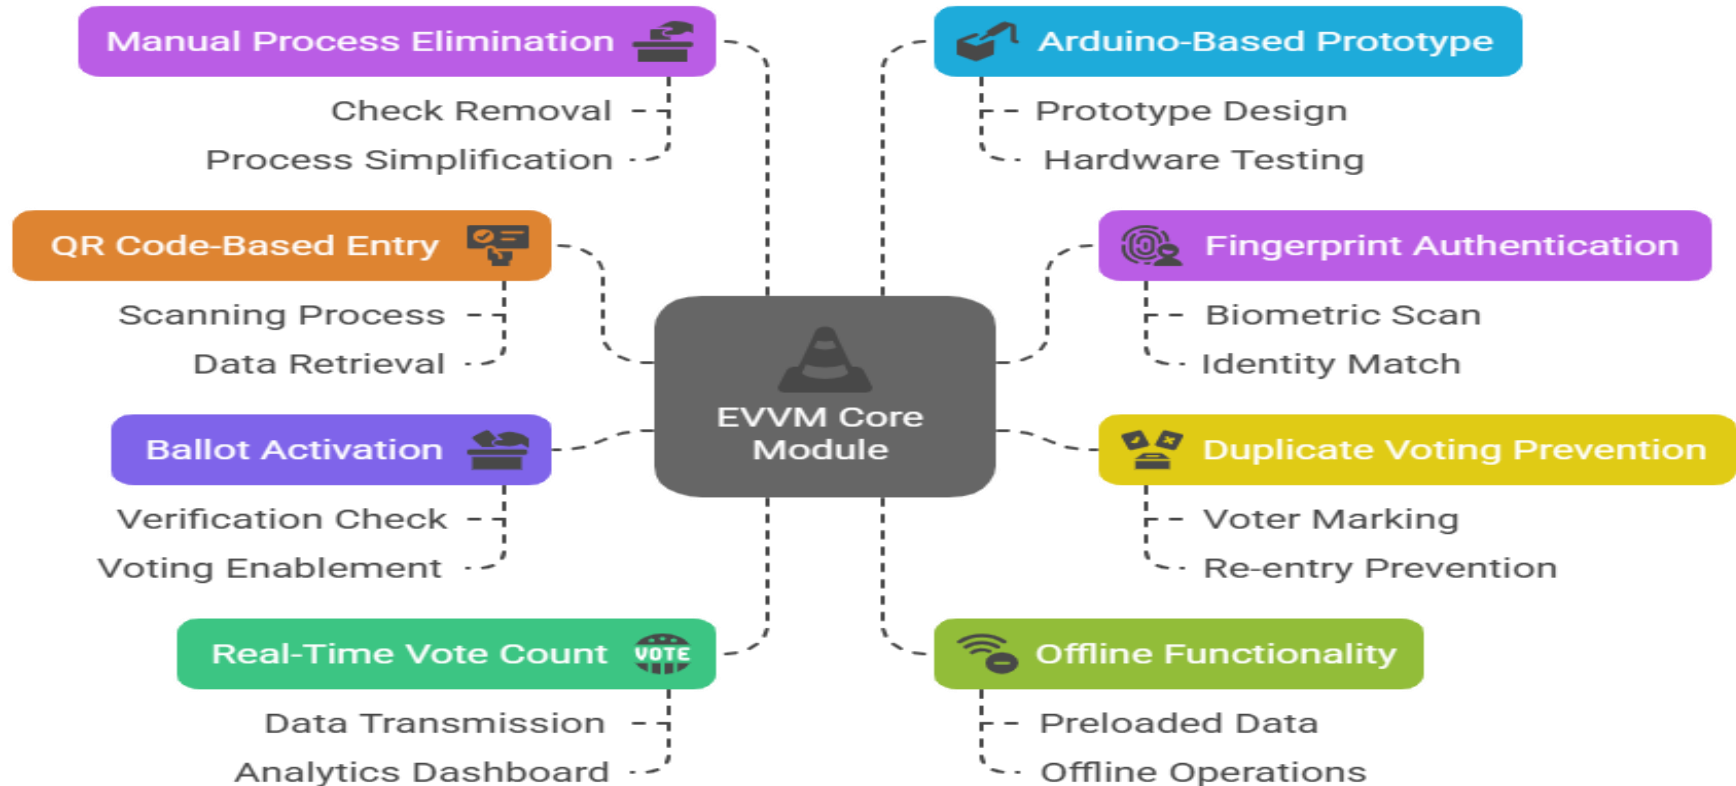 Manual Process Elimination
Check Removal
Process Simplification
QR Code-Based Entry
Scanning Process
Data Retrieval
Ballot Activation
Verification Check
Voting Enablement
Real-Time Vote Count
VOTE
Data Transmission
Analytics Dashboard
EVVM Core
Module
Arduino-Based Prototype
Prototype Design
Hardware Testing
Fingerprint Authentication
Biometric Scan
Identity Match
Duplicate Voting Prevention
Voter Marking
Re-entry Prevention
Offline Functionality
Preloaded Data
Offline Operations